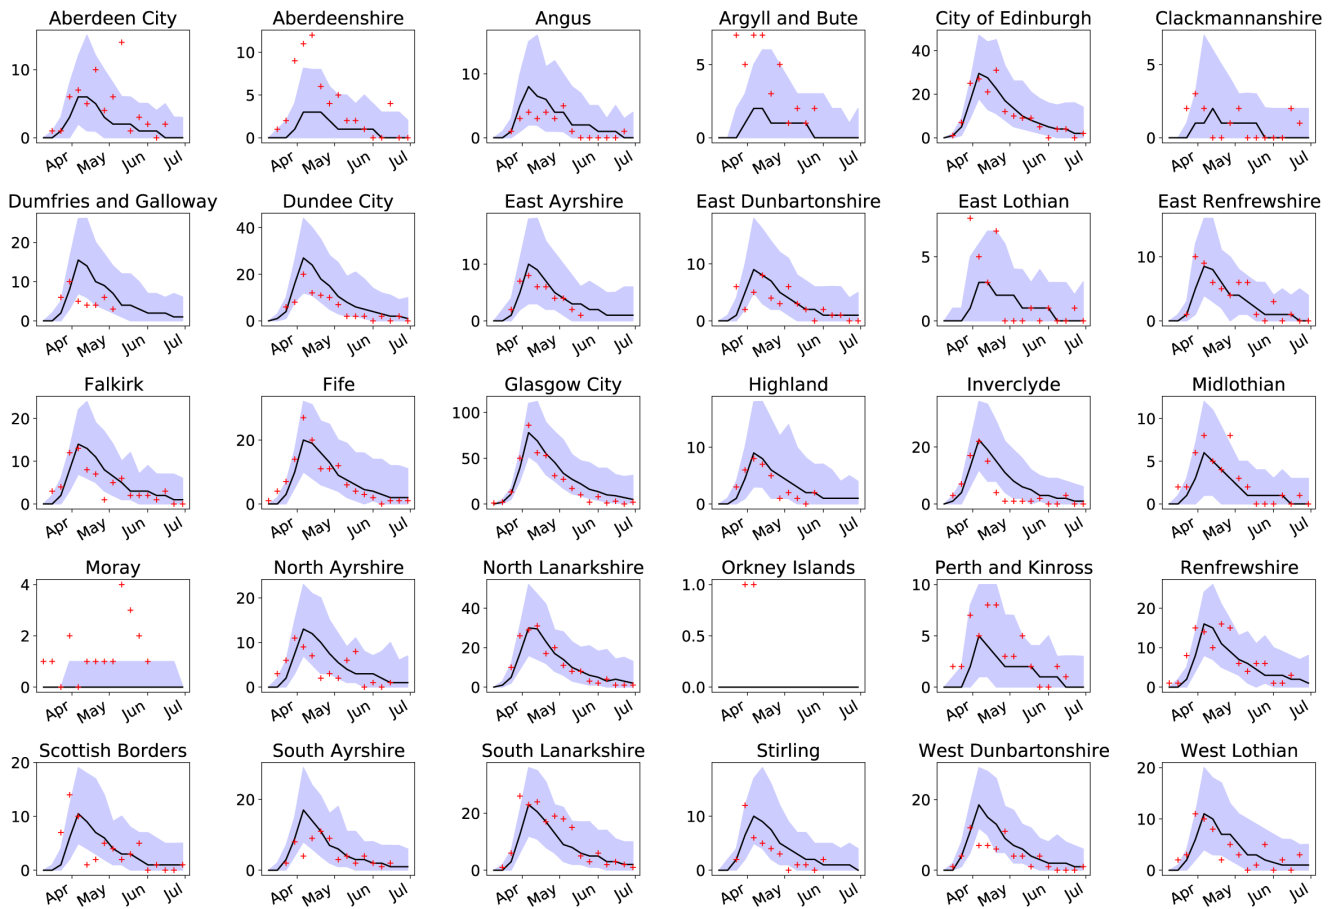 Aberdeen City Aberdeenshire Angus Argyll and Bute City of Edinburgh Clackmannanshire
10 10 10 5 40 5
20
0 0 0 0 0 0
Apr May Jun Jul Apr May Jun Jul Apr May Jun Jul Apr May Jun Jul Apr May Jun Jul Apr May Jun Jul
Dumfries and Galloway Dundee City East Ayrshire East Dunbartonshire East Lothian East Renfrewshire
20 40 10 10 5 10
10 20
0 0 0 0 0 0
Apr May Jun Jul Apr May Jun Jul Apr May Jun Jul Apr May Jun Jul Apr May Jun Jul Apr May Jun Jul
Falkirk Fife Glasgow City Highland Inverclyde Midlothian
20 20 100 10 20 10
10 50 5
0 0 0 0 0 0
Apr May Jun Jul Apr May Jun Jul Apr May Jun Jul Apr May Jun Jul Apr May Jun Jul Apr May Jun Jul
Moray North Ayrshire North Lanarkshire Orkney Islands Perth and Kinross Renfrewshire
4 20 40 1.0 10 20
2 10 20 0.5 5 10
0 0 0 0.0 0 0
Apr May Jun Jul Apr May Jun Jul Apr May Jun Jul Apr May Jun Jul Apr May Jun Jul Apr May Jun Jul
Scottish Borders South Ayrshire South Lanarkshire Stirling West Dunbartonshire West Lothian
20 20 20 10 20 20
10 10
0 0 0 0 0 0
Apr May Jun Jul Apr May Jun Jul Apr May Jun Jul Apr May Jun Jul Apr May Jun Jul Apr May Jun Jul